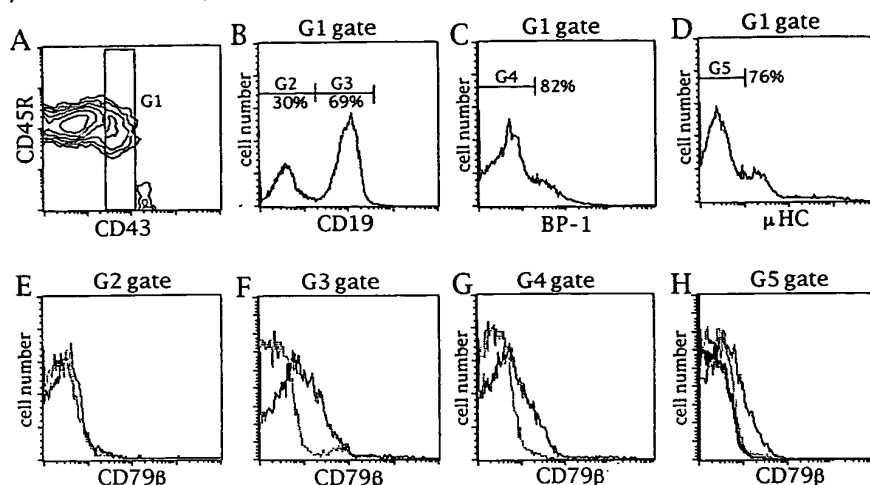 A
CD45R
G1
CD43
B
G1 gate
cell number
G2
30%
G3
69%
CD19
C
G1 gate
cell number
G4
82%
BP-1
D
G1 gate
cell number
G5
76%
µHC
E
G2 gate
cell number
CD79β
F
G3 gate
cell number
CD79β
G
G4 gate
cell number
CD79β
H
G5 gate
cell number
CD79β